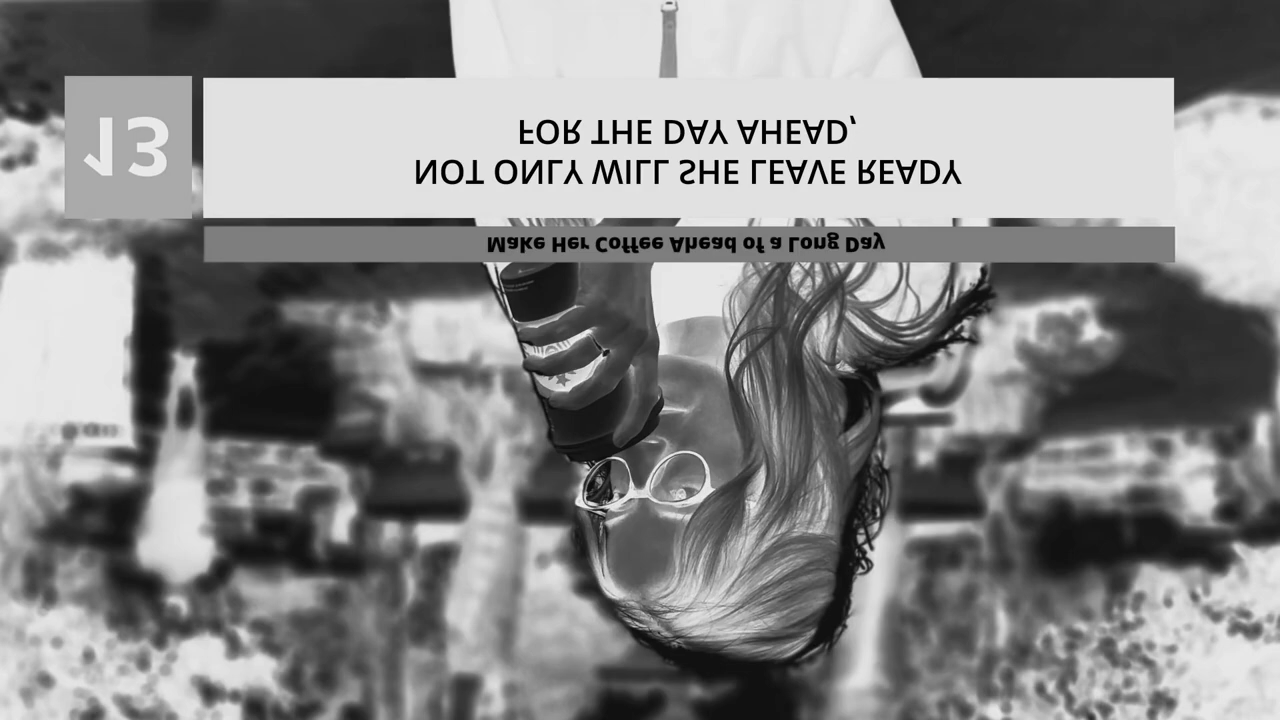 Make Her Coffee Ahead of a Long Day
13
NOT ONLY WILL SHE LEAVE READY
FOR THE DAY AHEAD,